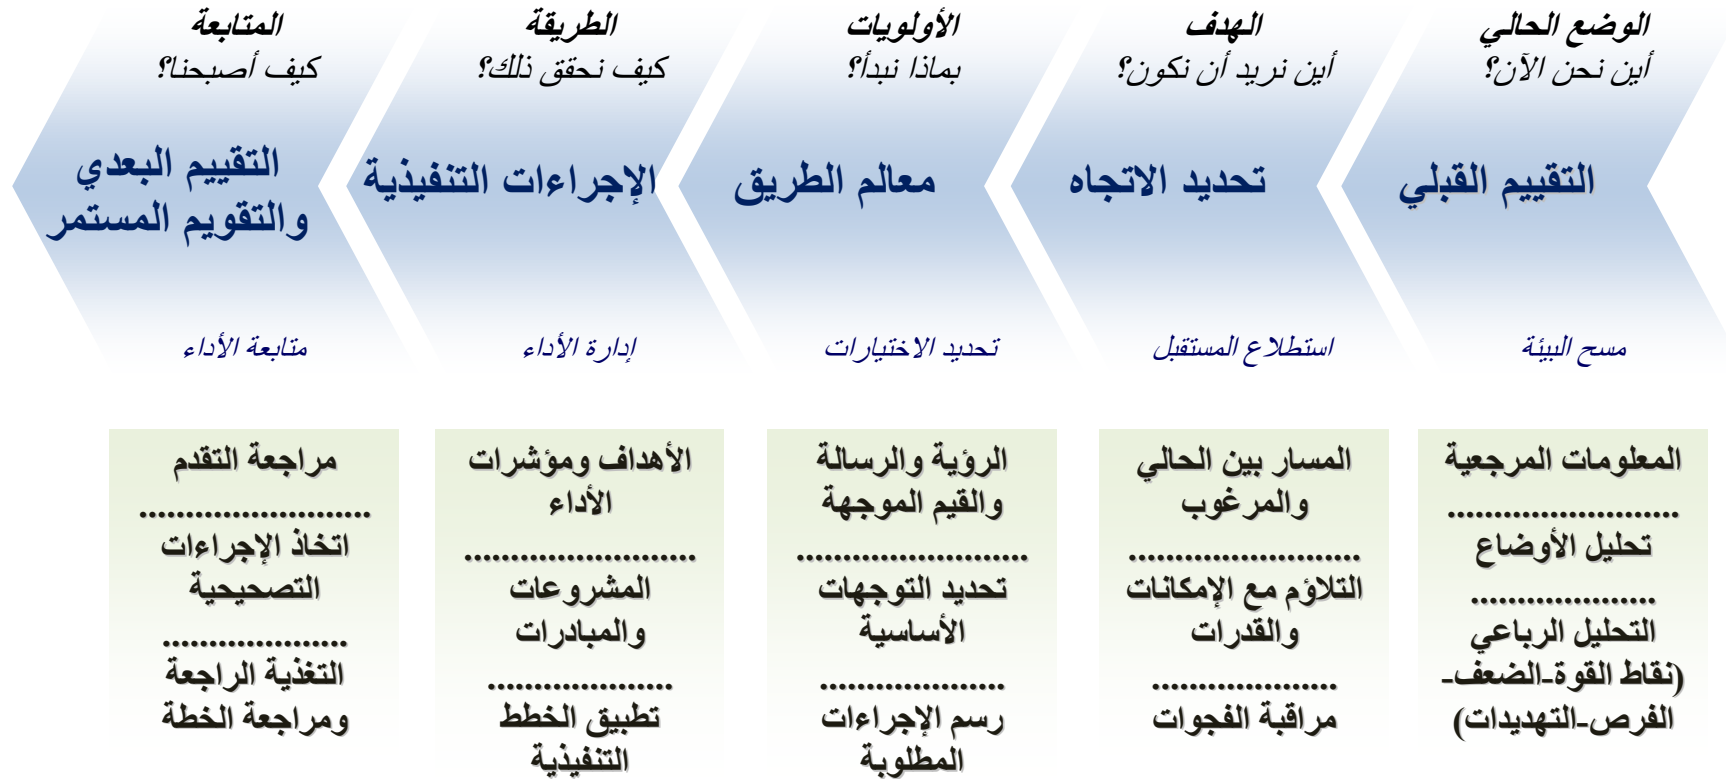 الوضع الحالي
أين نحن الآن؟
التقييم القبلي
مسح البيئة
الهدف
أين نريد أن نكون؟
تحديد الاتجاه
استطلاع المستقبل
الأولويات
بماذا نبدأ؟
معالم الطريق
تحديد الاختيارات
الطريقة
كيف نحقق ذلك؟
الإجراءات التنفيذية
إدارة الأداء
المتابعة
كيف أصبحنا؟
التقييم البعدي
والتقويم المستمر
متابعة الأداء
المعلومات المرجعية
.........................
تحليل الأوضاع
....................
التحليل الرباعي
(نقاط القوة-الضعف-
الفرص-التهديدات)
المسار بين الحالي
والمرغوب
.........................
التلاؤم مع الإمكانات
والقدرات
....................
مراقبة الفجوات
الرؤية والرسالة
والقيم الموجهة
.........................
تحديد التوجهات
الأساسية
....................
رسم الإجراءات
المطلوبة
الأهداف ومؤشرات
الأداء
.........................
المشروعات
والمبادرات
....................
تطبيق الخطط
التنفيذية
مراجعة التقدم
.........................
اتخاذ الإجراءات
التصحيحية
....................
التغذية الراجعة
ومراجعة الخطة